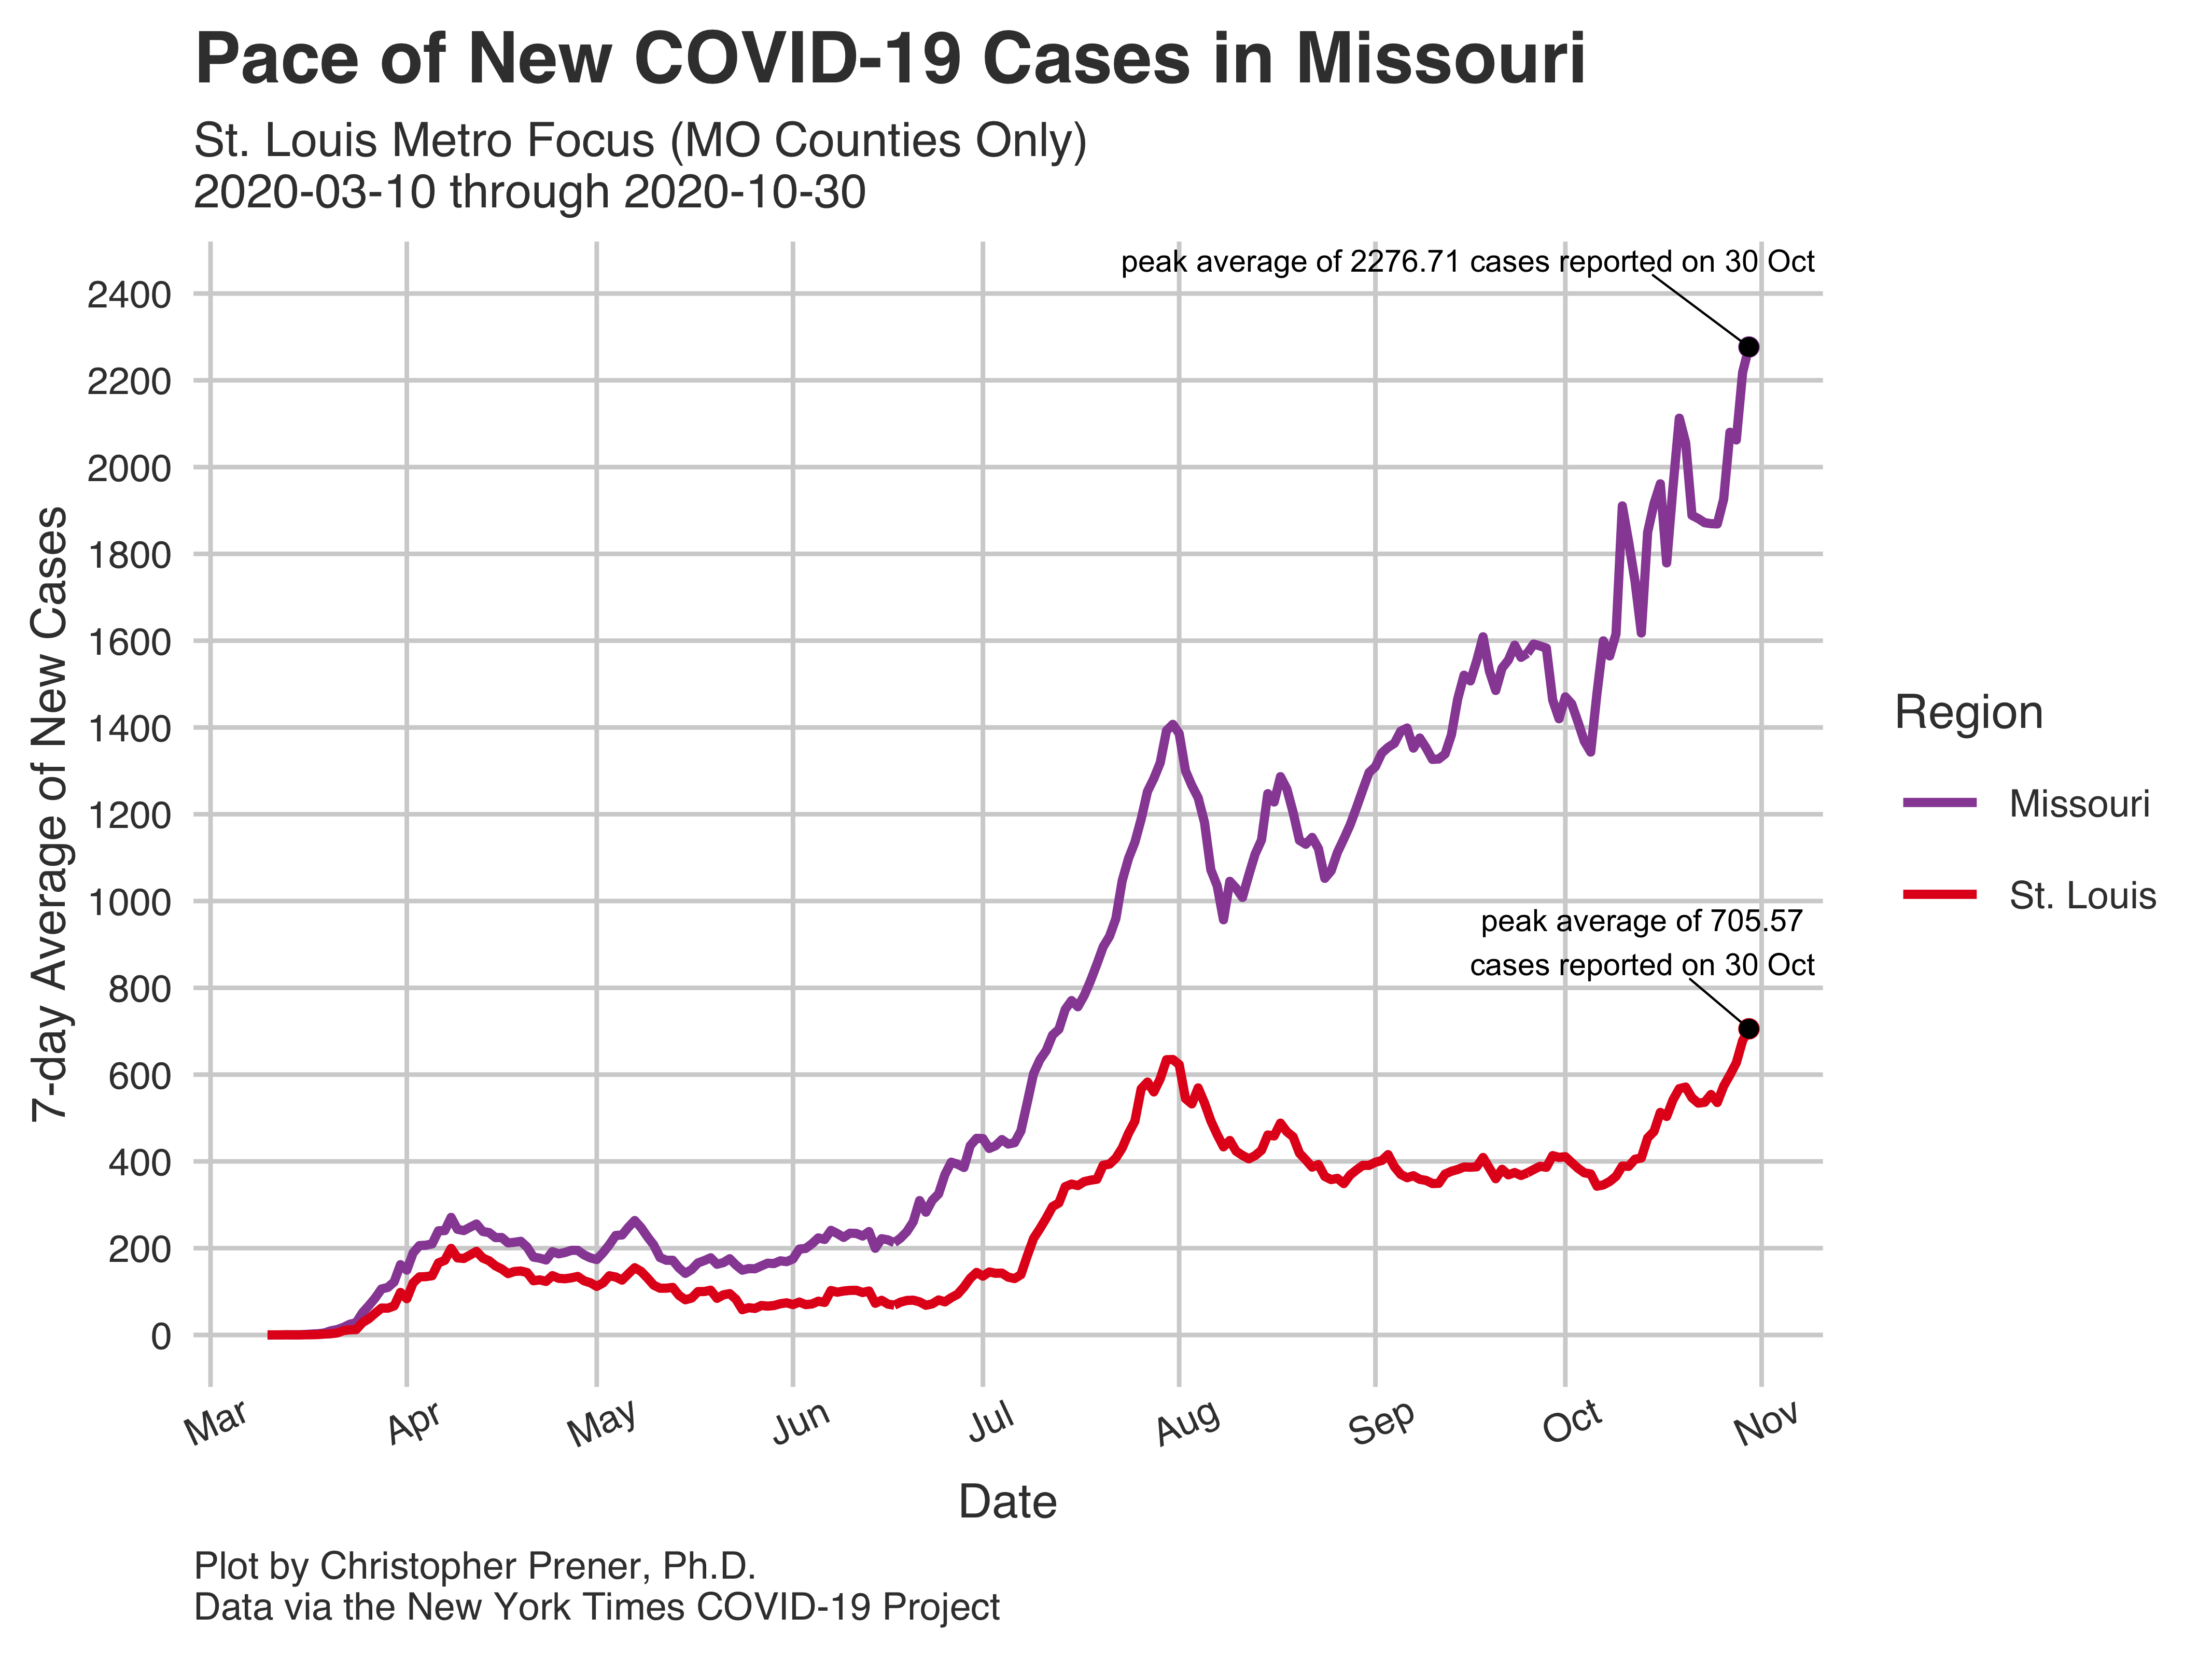 Pace of New COVID-19 Cases in Missouri
St. Louis Metro Focus (MO Counties Only)
2020-03-10 through 2020-10-30
peak average of 2276.71 cases reported on 30 Oct
2400
2200
2000
1800
1600
1400
1200
1000
800
600
400
200
0
7-day Average of New Cases
peak average of 705.57
cases reported on 30 Oct
Region
Missouri
St. Louis
Mar
Apr
May
Jun
Jul
Aug
Sep
Oct
Nov
Date
Plot by Christopher Prener, Ph.D.
Data via the New York Times COVID-19 Project